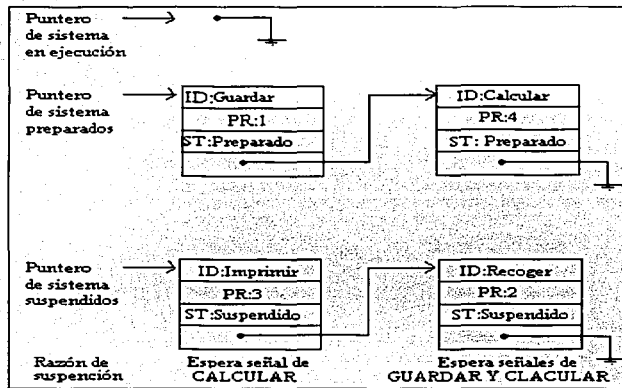 Puntero
de sistema
en ejecución
Puntero
de sistema
preparados
ID:Guardar
PR:1
ST:Preparado
ID:Calcular
PR:4
ST: Preparado
Puntero
de sistema
suspendidos
ID:Imprimir
PR:3
ST:Suspendido
ID:Recoger
PR:2
ST:Suspendido
Razón de
suspención
Espera señal de
CALCULAR
Espera señales de
GUARDAR Y CLACULAR